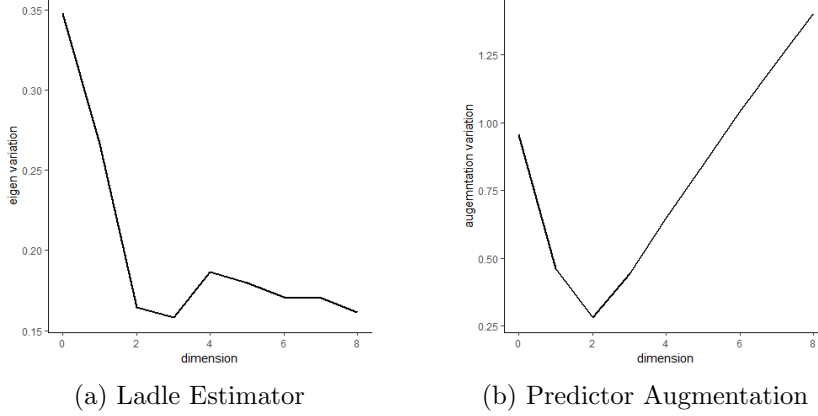 0.35
0.30
0.25
0.20
0.15
eigen variation
0 2 4 6 8
dimension
(a) Ladle Estimator
1.25
1.00
0.75
0.50
0.25
augemntation variation
0 2 4 6 8
dimension
(b) Predictor Augmentation